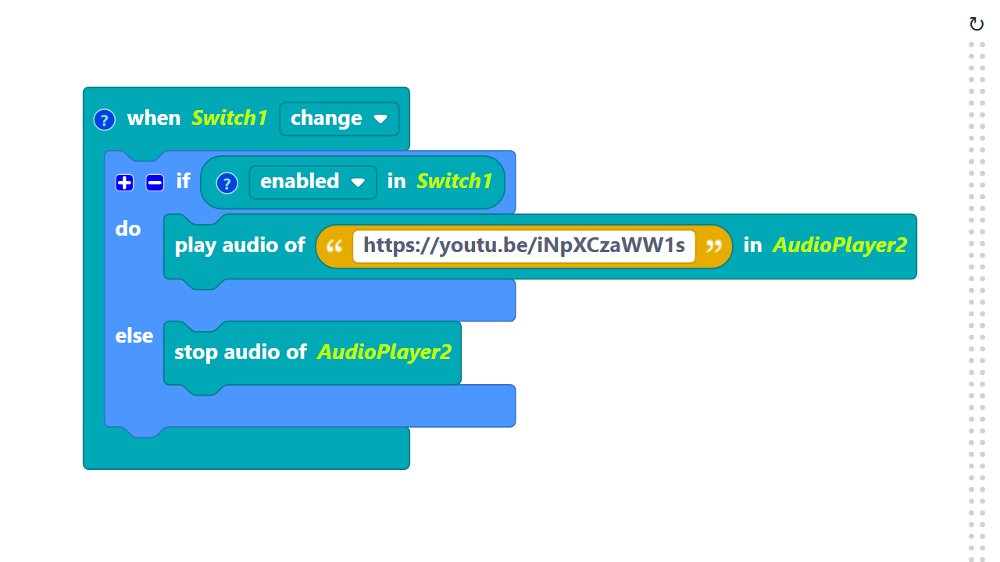 ↻
? when Switch1 change
+ − if ? enabled in Switch1
do play audio of “ https://youtu.be/iNpXCzaWW1s ” in AudioPlayer2
else stop audio of AudioPlayer2